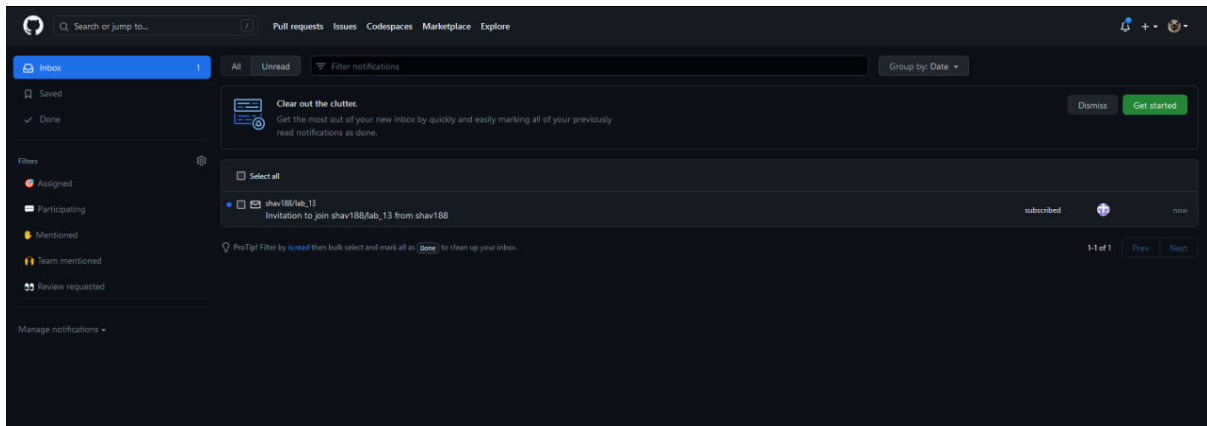 Search or jump to... / Pull requests Issues Codespaces Marketplace Explore
Inbox 1
Saved
Done
Filters
Assigned
Participating
Mentioned
Team mentioned
Review requested
Manage notifications
All Unread Filter notifications Group by: Date
Clear out the clutter.
Get the most out of your new inbox by quickly and easily marking all of your previously
read notifications as done.
Dismiss Get started
Select all
shav188/lab_13
Invitation to join shav188/lab_13 from shav188
subscribed now
ProTip! Filter by is:read then bulk select and mark all as Done to clean up your inbox.
1-1 of 1 Prev Next